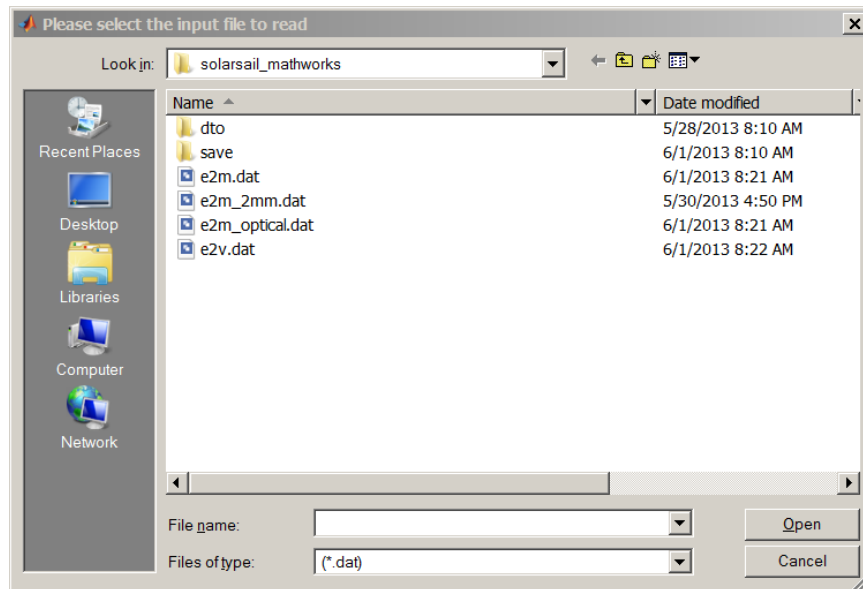 Please select the input file to read
Look in: solarsail_mathworks
Name Date modified
dto 5/28/2013 8:10 AM
save 6/1/2013 8:10 AM
e2m.dat 6/1/2013 8:21 AM
e2m_2mm.dat 5/30/2013 4:50 PM
e2m_optical.dat 6/1/2013 8:21 AM
e2v.dat 6/1/2013 8:22 AM
Recent Places
Desktop
Libraries
Computer
Network
File name: Open
Files of type: (*.dat) Cancel